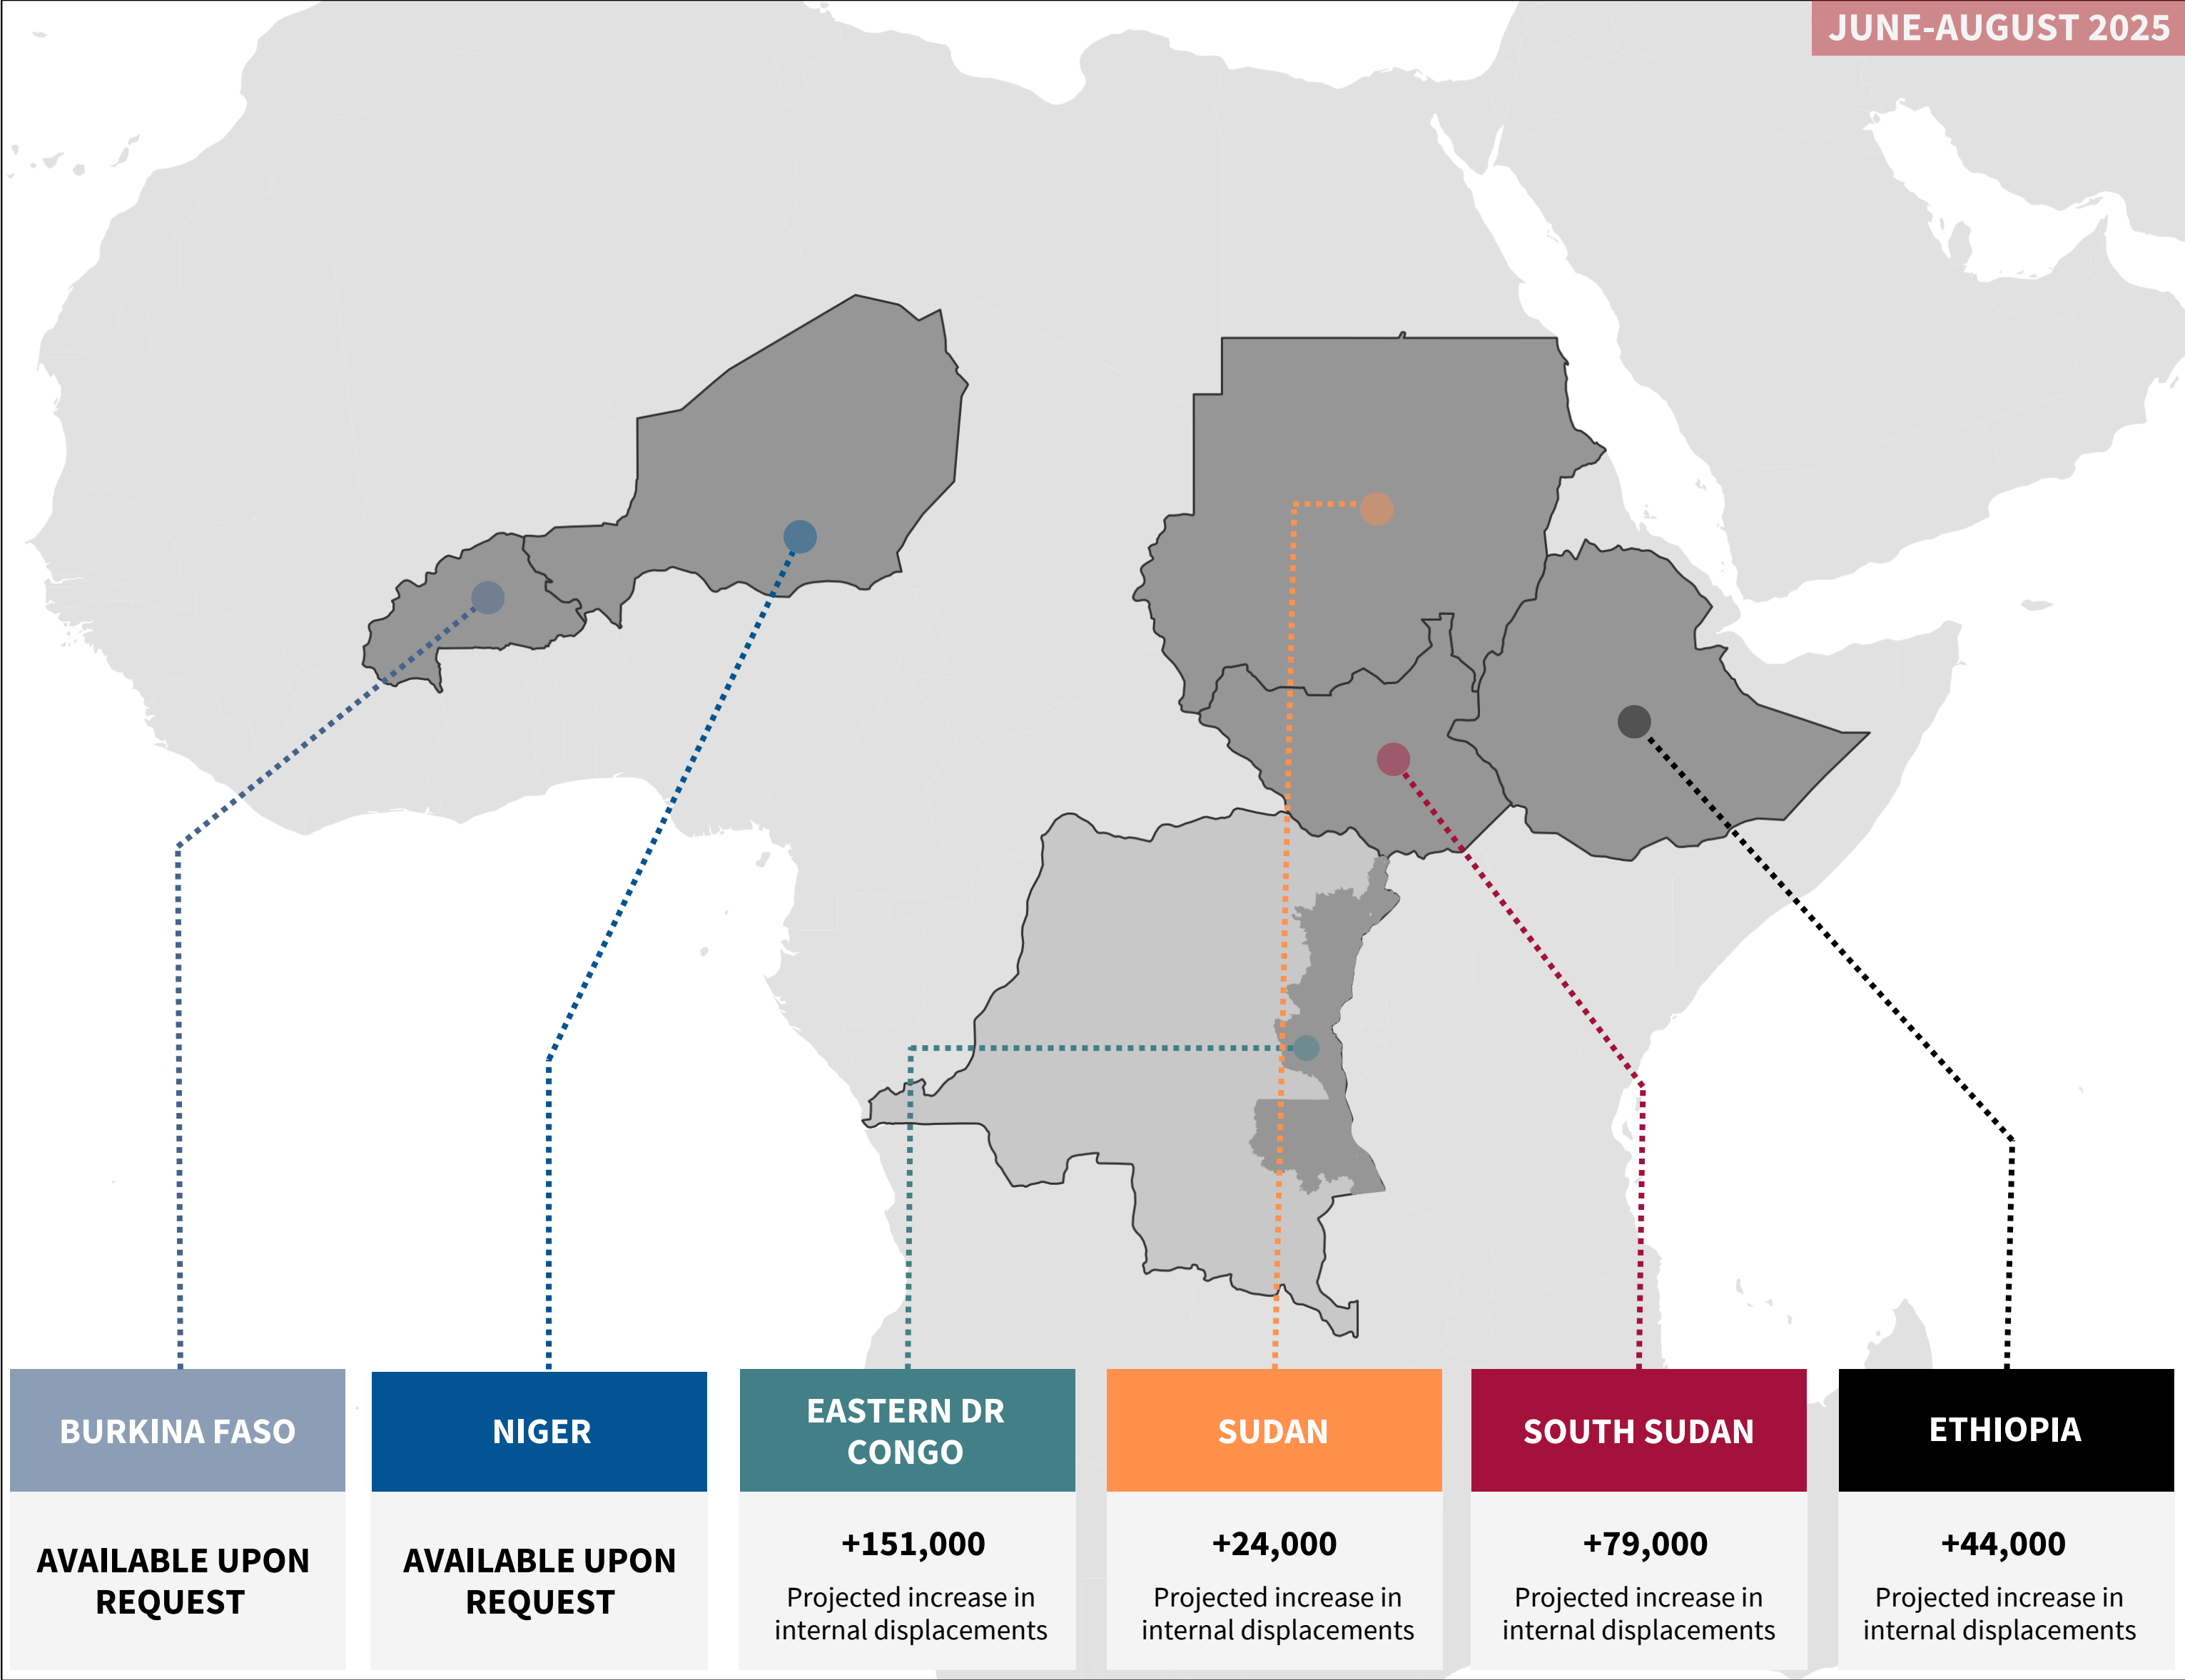 JUNE-AUGUST 2025
BURKINA FASO
AVAILABLE UPON
REQUEST
NIGER
AVAILABLE UPON
REQUEST
EASTERN DR
CONGO
+151,000
Projected increase in
internal displacements
SUDAN
+24,000
Projected increase in
internal displacements
SOUTH SUDAN
+79,000
Projected increase in
internal displacements
ETHIOPIA
+44,000
Projected increase in
internal displacements